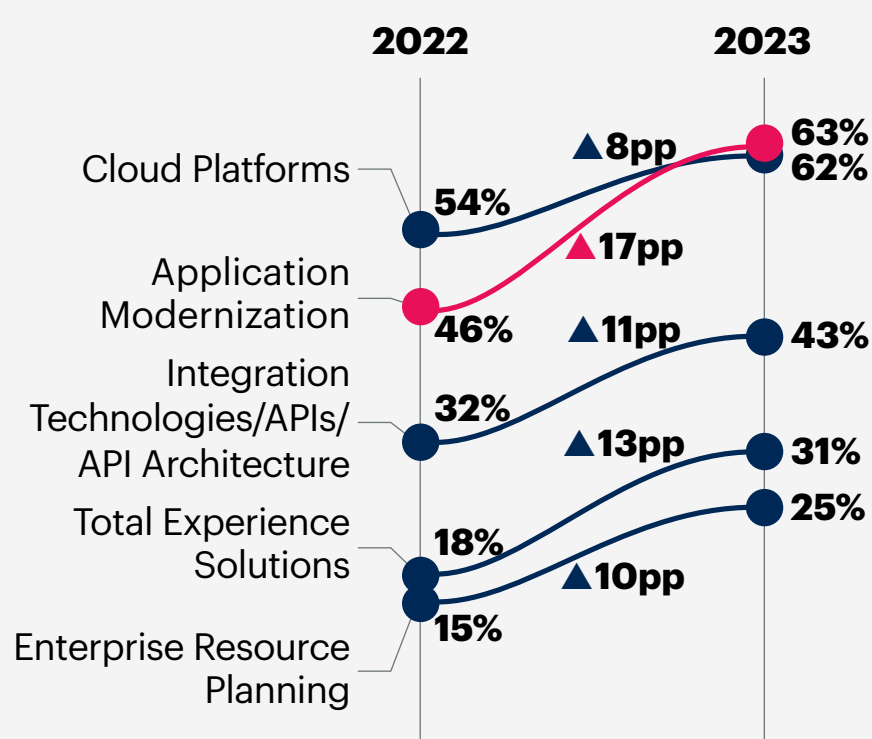 2022
2023
Cloud Platforms
54%
▲8pp
63%
62%
Application
Modernization
46%
▲17pp
Integration
Technologies/APIs/
API Architecture
32%
▲11pp
43%
Total Experience
Solutions
18%
▲13pp
31%
Enterprise Resource
Planning
15%
▲10pp
25%